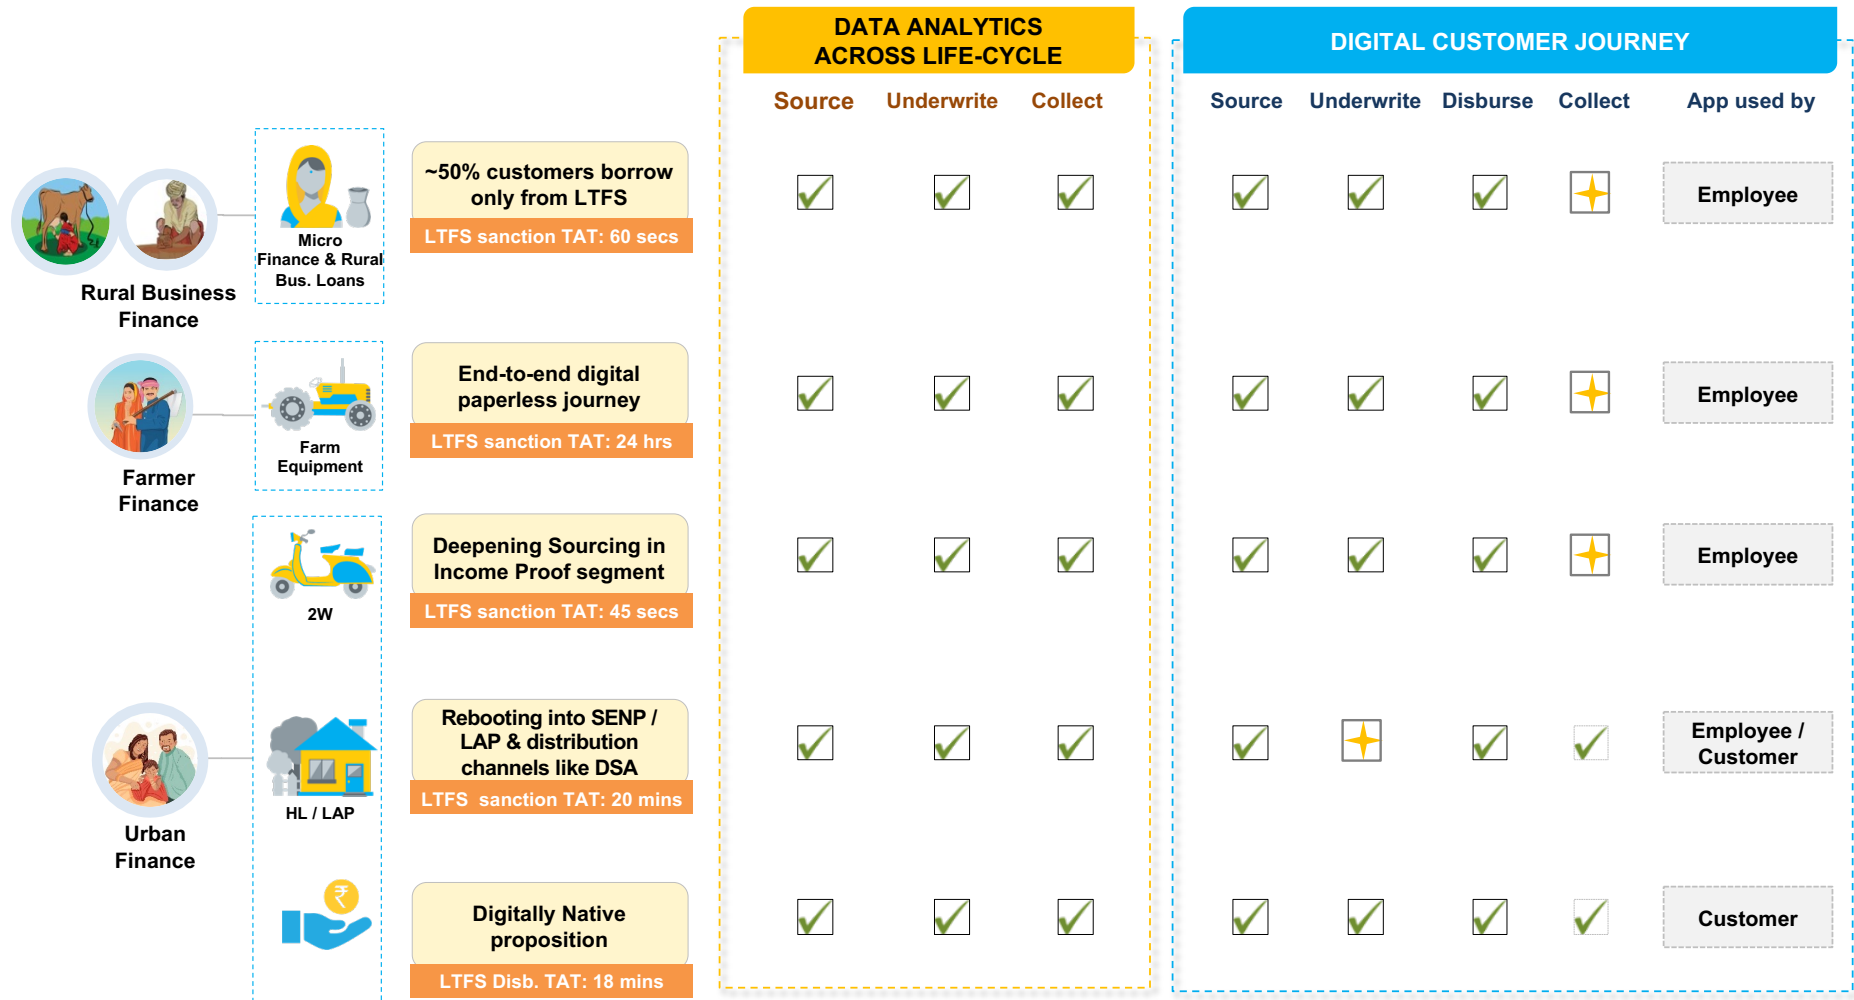 DATA ANALYTICS
ACROSS LIFE-CYCLE
DIGITAL CUSTOMER JOURNEY
Source
Underwrite
Collect
Source
Underwrite
Disburse
Collect
App used by
Micro
Finance & Rural
Bus. Loans
~50% customers borrow
only from LTFS
LTFS sanction TAT: 60 secs
Employee
Rural Business
Finance
Farm
Equipment
End-to-end digital
paperless journey
LTFS sanction TAT: 24 hrs
Employee
Farmer
Finance
2W
Deepening Sourcing in
Income Proof segment
LTFS sanction TAT: 45 secs
Employee
HL / LAP
Rebooting into SENP /
LAP & distribution
channels like DSA
LTFS  sanction TAT: 20 mins
Employee /
Customer
Urban
Finance
₹
Digitally Native
proposition
LTFS Disb. TAT: 18 mins
Customer